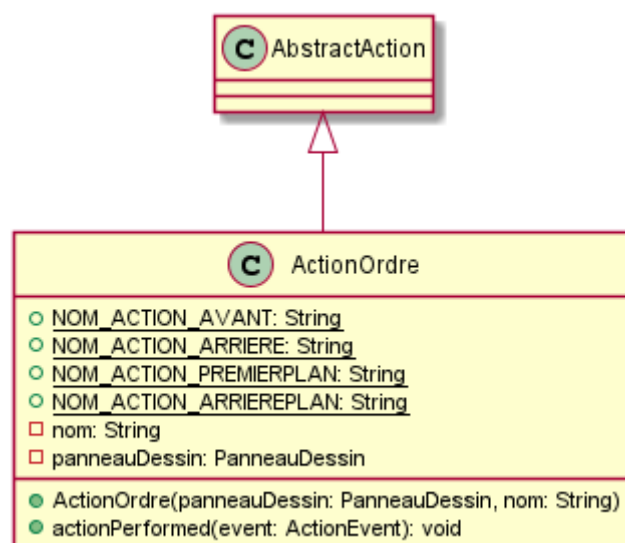 C AbstractAction
C ActionOrdre
NOM_ACTION_AVANT: String
NOM_ACTION_ARRIERE: String
NOM_ACTION_PREMIERPLAN: String
NOM_ACTION_ARRIEREPLAN: String
nom: String
panneauDessin: PanneauDessin
ActionOrdre(panneauDessin: PanneauDessin, nom: String)
actionPerformed(event: ActionEvent): void